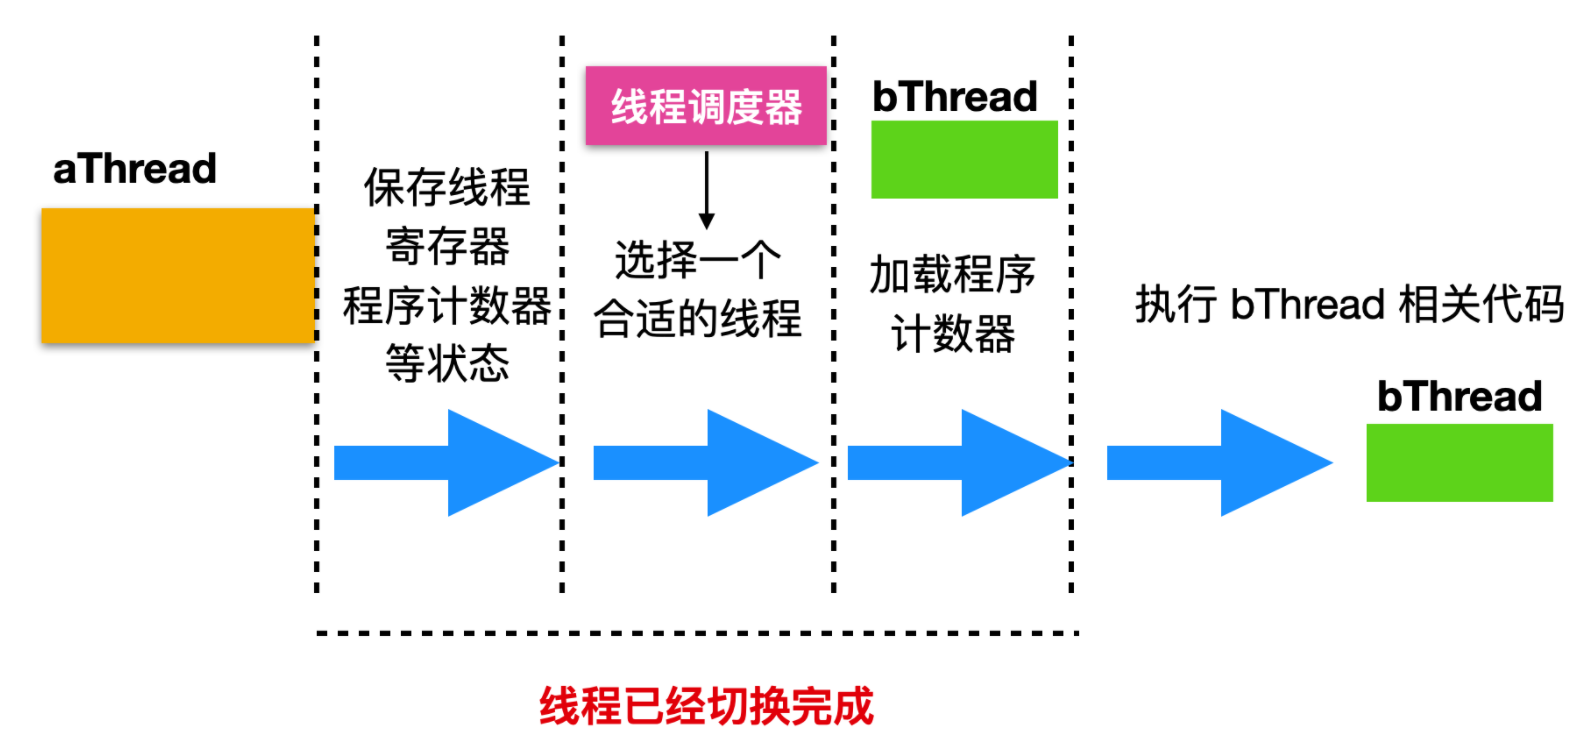 aThread
保存线程
寄存器
程序计数器
等状态
线程调度器
选择一个
合适的线程
bThread
加载程序
计数器
执行 bThread 相关代码
bThread
线程已经切换完成